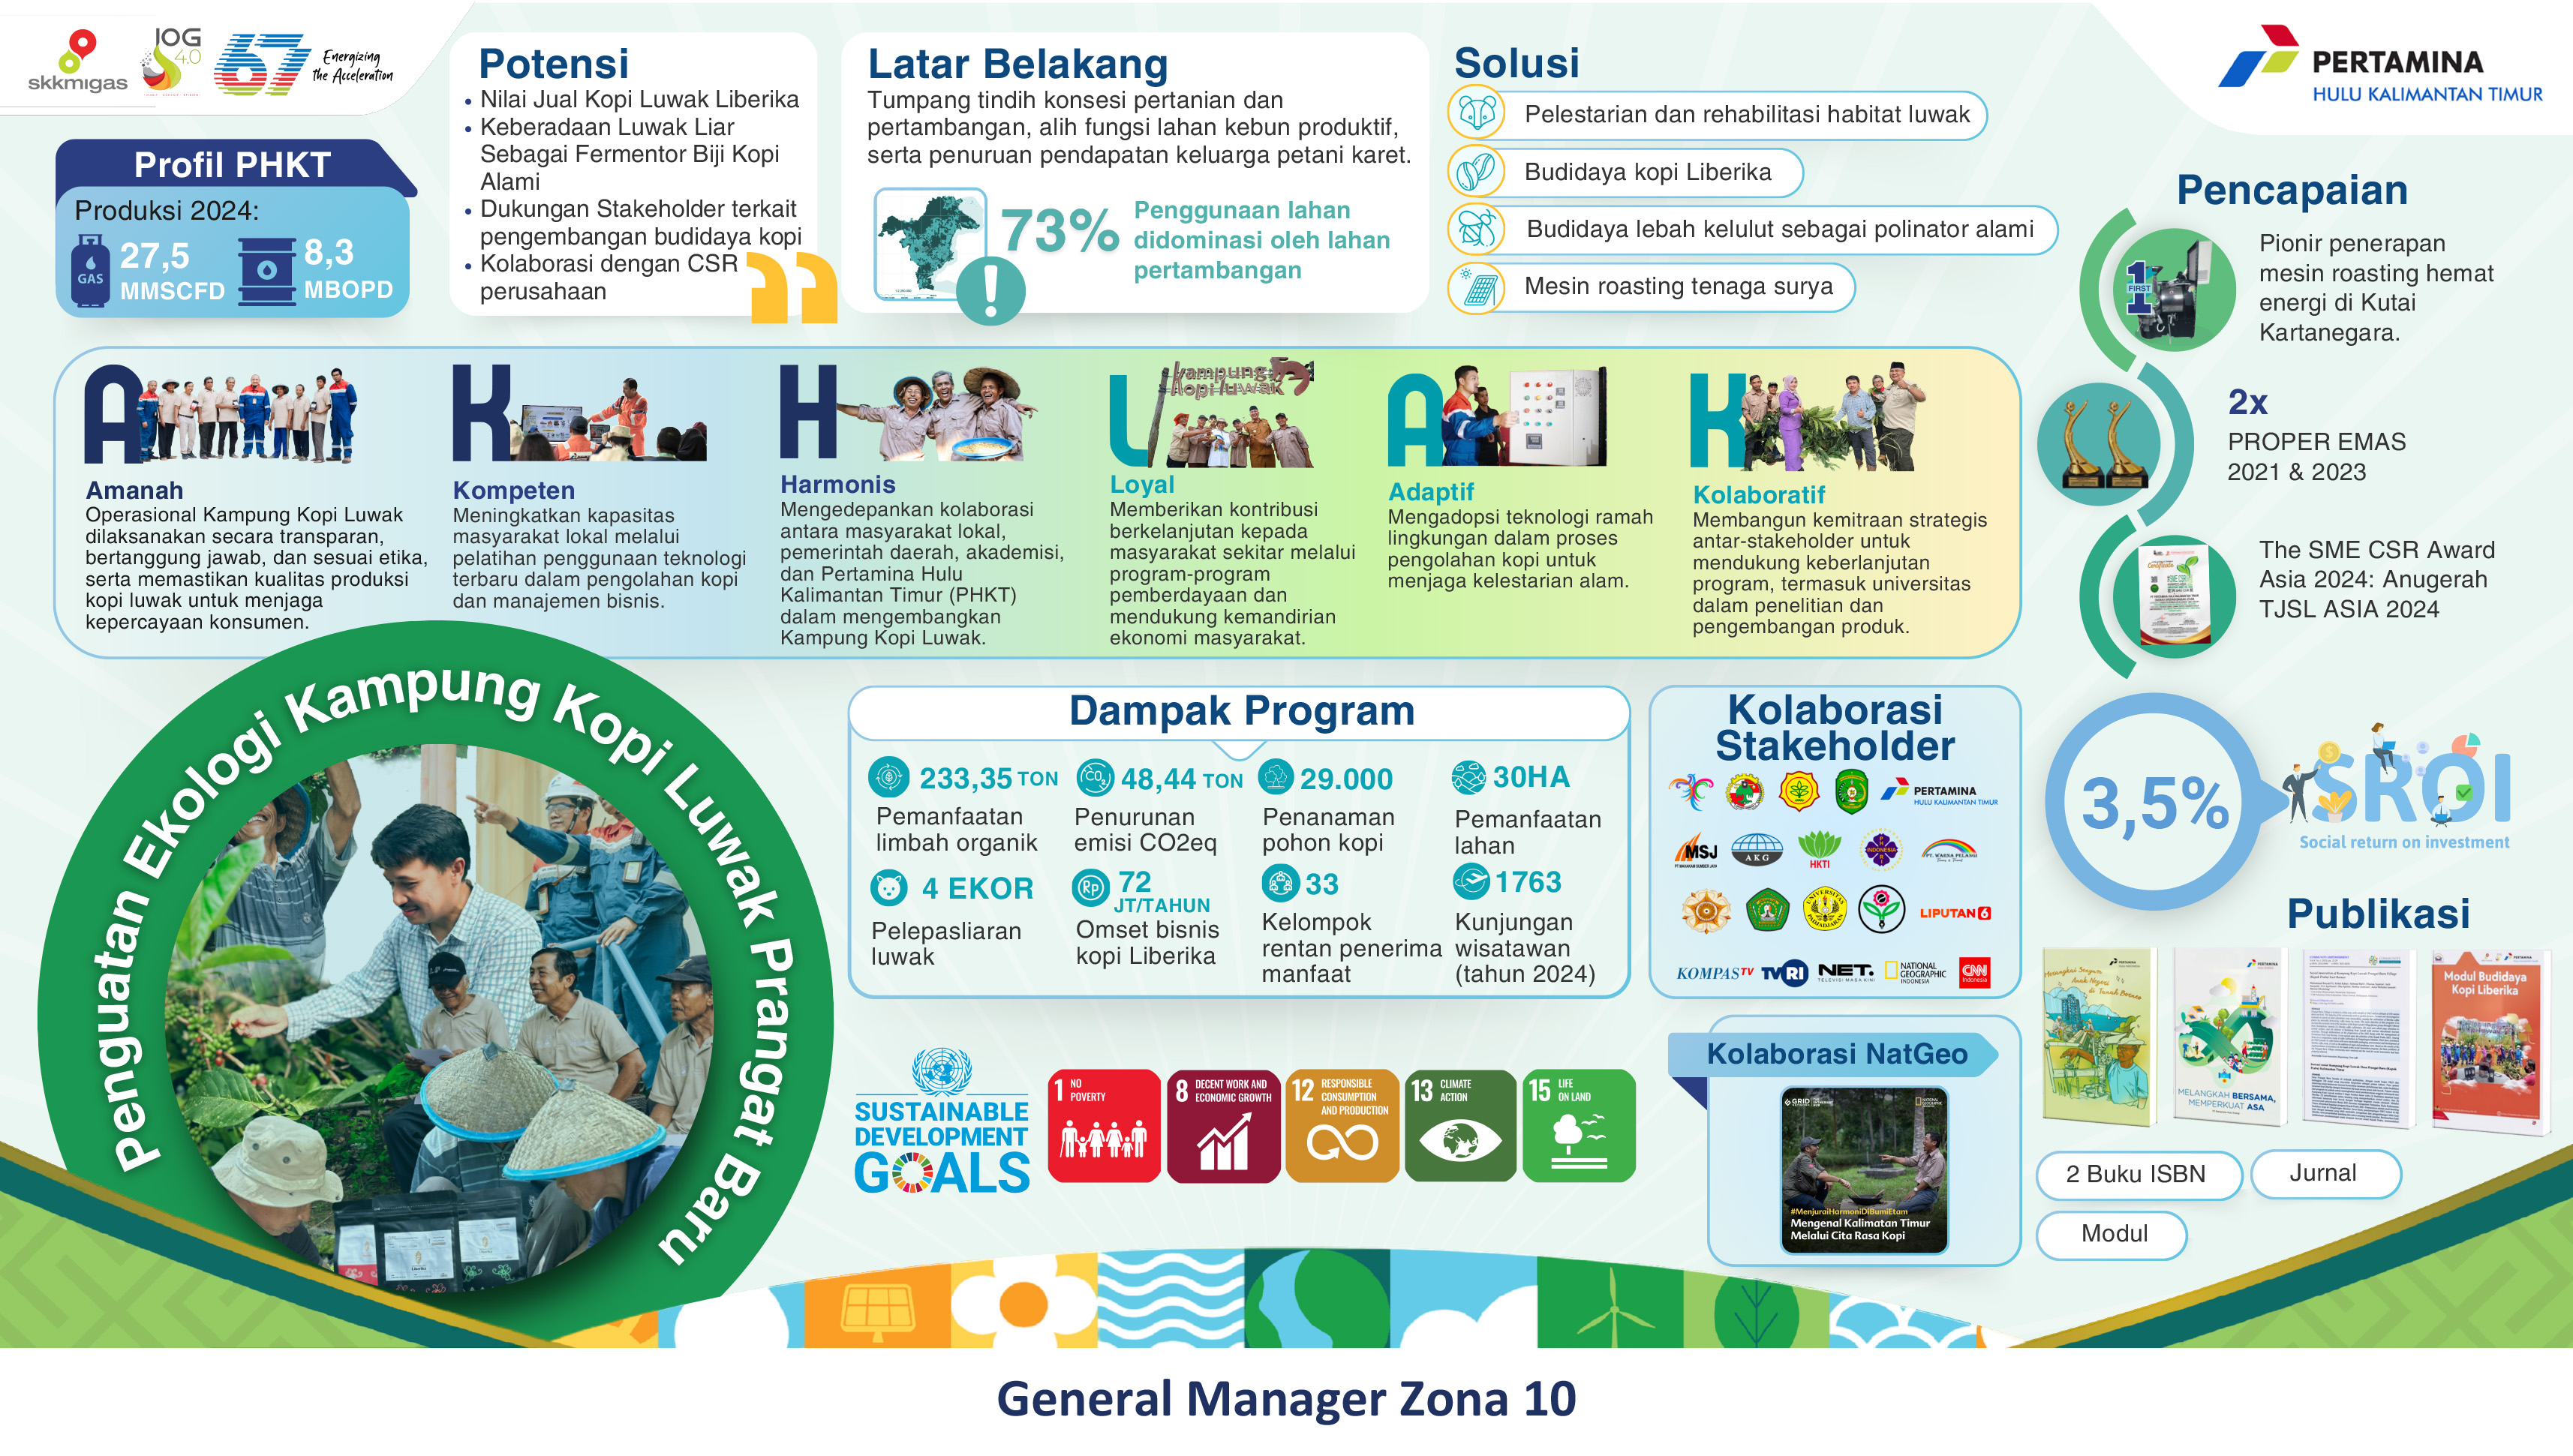 skkmigas
IOG
4.0
67
Energizing
the Acceleration
PERTAMINA
HULU KALIMANTAN TIMUR
Profil PHKT
Produksi 2024:
GAS
27,5
MMSCFD
8,3
MBOPD
Potensi
• Nilai Jual Kopi Luwak Liberika
• Keberadaan Luwak Liar
Sebagai Fermentor Biji Kopi
Alami
• Dukungan Stakeholder terkait
pengembangan budidaya kopi
• Kolaborasi dengan CSR
perusahaan
Latar Belakang
Tumpang tindih konsesi pertanian dan
pertambangan, alih fungsi lahan kebun produktif,
serta penuruan pendapatan keluarga petani karet.
73%
Penggunaan lahan
didominasi oleh lahan
pertambangan
Solusi
Pelestarian dan rehabilitasi habitat luwak
Budidaya kopi Liberika
Budidaya lebah kelulut sebagai polinator alami
Mesin roasting tenaga surya
Pencapaian
1
FIRST
Pionir penerapan
mesin roasting hemat
energi di Kutai
Kartanegara.
2x
PROPER EMAS
2021 & 2023
The SME CSR Award
Asia 2024: Anugerah
TJSL ASIA 2024
A
Amanah
Operasional Kampung Kopi Luwak
dilaksanakan secara transparan,
bertanggung jawab, dan sesuai etika,
serta memastikan kualitas produksi
kopi luwak untuk menjaga
kepercayaan konsumen.
K
Kompeten
Meningkatkan kapasitas
masyarakat lokal melalui
pelatihan penggunaan teknologi
terbaru dalam pengolahan kopi
dan manajemen bisnis.
H
Harmonis
Mengedepankan kolaborasi
antara masyarakat lokal,
pemerintah daerah, akademisi,
dan Pertamina Hulu
Kalimantan Timur (PHKT)
dalam mengembangkan
Kampung Kopi Luwak.
L
kampung
kopi luwak
Loyal
Memberikan kontribusi
berkelanjutan kepada
masyarakat sekitar melalui
program-program
pemberdayaan dan
mendukung kemandirian
ekonomi masyarakat.
A
Adaptif
Mengadopsi teknologi ramah
lingkungan dalam proses
pengolahan kopi untuk
menjaga kelestarian alam.
K
Kolaboratif
Membangun kemitraan strategis
antar-stakeholder untuk
mendukung keberlanjutan
program, termasuk universitas
dalam penelitian dan
pengembangan produk.
Penguatan Ekologi Kampung Kopi Luwak Prangat Baru
Dampak Program
233,35 TON
Pemanfaatan
limbah organik
CO2
48,44 TON
Penurunan
emisi CO2eq
29.000
Penanaman
pohon kopi
30HA
Pemanfaatan
lahan
4 EKOR
Pelepasliaran
luwak
Rp
72
JT/TAHUN
Omset bisnis
kopi Liberika
33
Kelompok
rentan penerima
manfaat
1763
Kunjungan
wisatawan
(tahun 2024)
Kolaborasi
Stakeholder
PERTAMINA
HULU KALIMANTAN TIMUR
MSJ
AKG
HKTI
INDONESIA
PT. WARNA PELANGI
UNIVERSITAS
PADJADJARAN
LIPUTAN 6
KOMPAS TV
TVRI
NET.
TELEVISI MASA KINI
NATIONAL
GEOGRAPHIC
INDONESIA
CNN
Indonesia
3,5%
SROI
Social return on investment
Publikasi
PERTAMINA
MELANGKAH BERSAMA,
MEMPERKUAT ASA
Modul Budidaya
Kopi Liberika
2 Buku ISBN
Jurnal
Modul
SUSTAINABLE
DEVELOPMENT
GOALS
1 NO
POVERTY
8 DECENT WORK AND
ECONOMIC GROWTH
12 RESPONSIBLE
CONSUMPTION
AND PRODUCTION
13 CLIMATE
ACTION
15 LIFE
ON LAND
Kolaborasi NatGeo
GRID
#MenjuraiHarmoniDiBumiEtam
Mengenal Kalimatan Timur
Melalui Cita Rasa Kopi
General Manager Zona 10